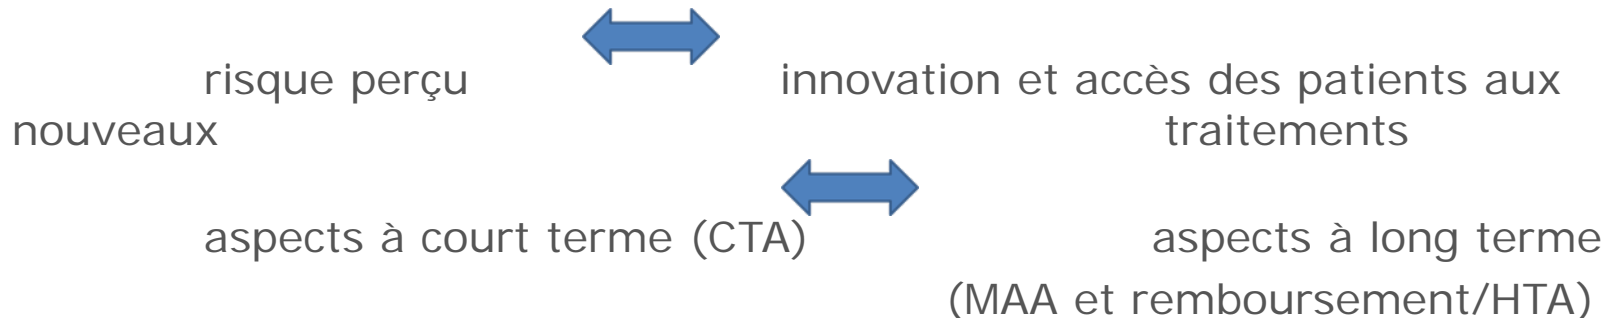 risque perçu innovation et accès des patients aux
nouveaux traitements
aspects à court terme (CTA) aspects à long terme
(MAA et remboursement/HTA)